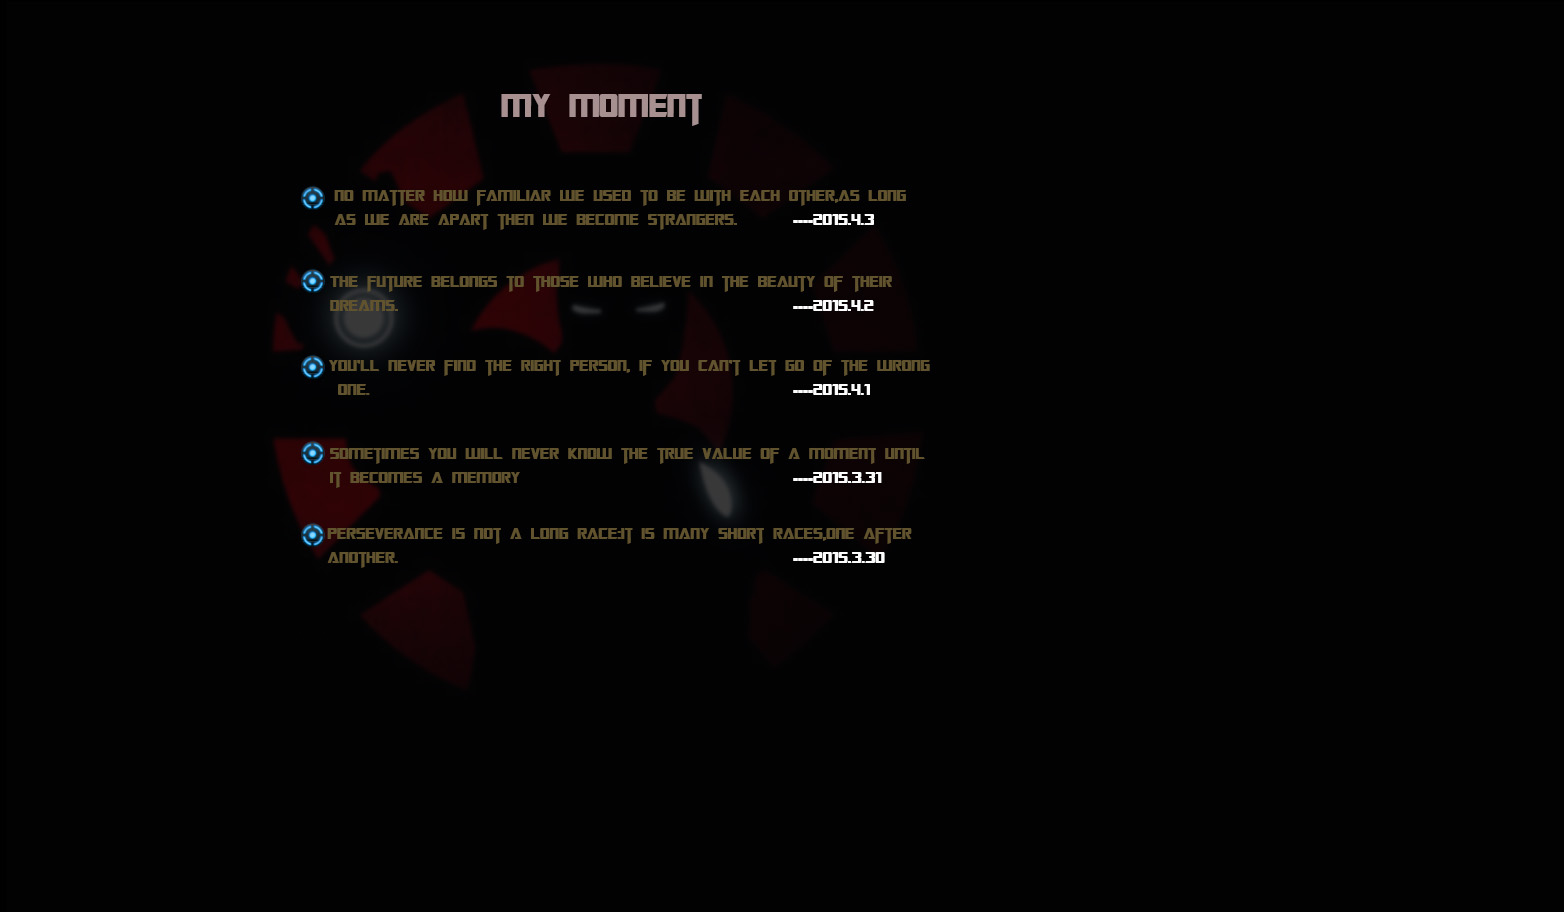 MY MOMENT
NO MATTER HOW FAMILIAR WE USED TO BE WITH EACH OTHER,AS LONG
AS WE ARE APART THEN WE BECOME STRANGERS. ----2015.4.3
THE FUTURE BELONGS TO THOSE WHO BELIEVE IN THE BEAUTY OF THEIR
DREAMS. ----2015.4.2
YOU'LL NEVER FIND THE RIGHT PERSON, IF YOU CAN'T LET GO OF THE WRONG
ONE. ----2015.4.1
SOMETIMES YOU WILL NEVER KNOW THE TRUE VALUE OF A MOMENT UNTIL
IT BECOMES A MEMORY ----2015.3.31
PERSEVERANCE IS NOT A LONG RACE:IT IS MANY SHORT RACES,ONE AFTER
ANOTHER. ----2015.3.30